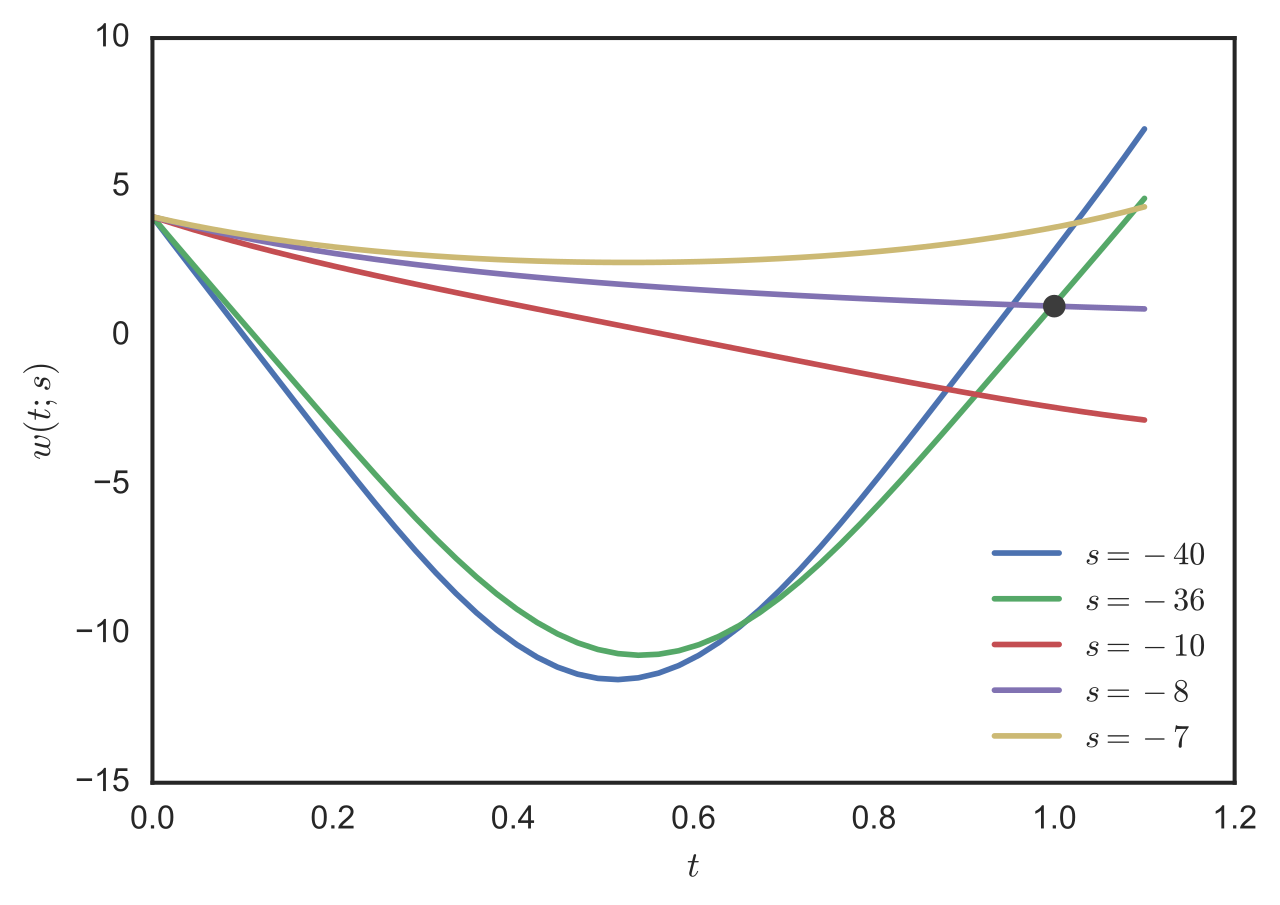 10
5
0
−5
−10
−15
w(t; s)
0.0 0.2 0.4 0.6 0.8 1.0 1.2
t
s = − 40
s = − 36
s = − 10
s = − 8
s = − 7